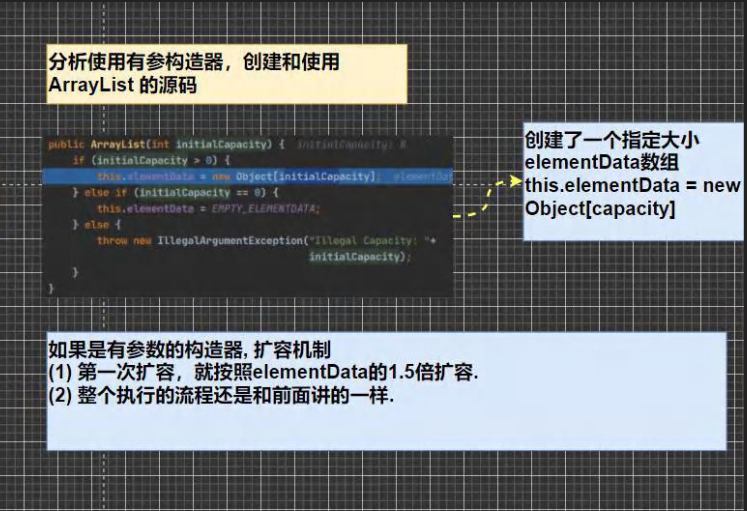 分析使用有参构造器，创建和使用
ArrayList 的源码
public ArrayList(int initialCapacity) {  initialCapacity: 8
if (initialCapacity > 0) {
this.elementData = new Object[initialCapacity];  elementDat
} else if (initialCapacity == 0) {
this.elementData = EMPTY_ELEMENTDATA;
} else {
throw new IllegalArgumentException("Illegal Capacity: "+
initialCapacity);
}
}
创建了一个指定大小
elementData数组
this.elementData = new
Object[capacity]
如果是有参数的构造器, 扩容机制
(1) 第一次扩容，就按照elementData的1.5倍扩容.
(2) 整个执行的流程还是和前面讲的一样.